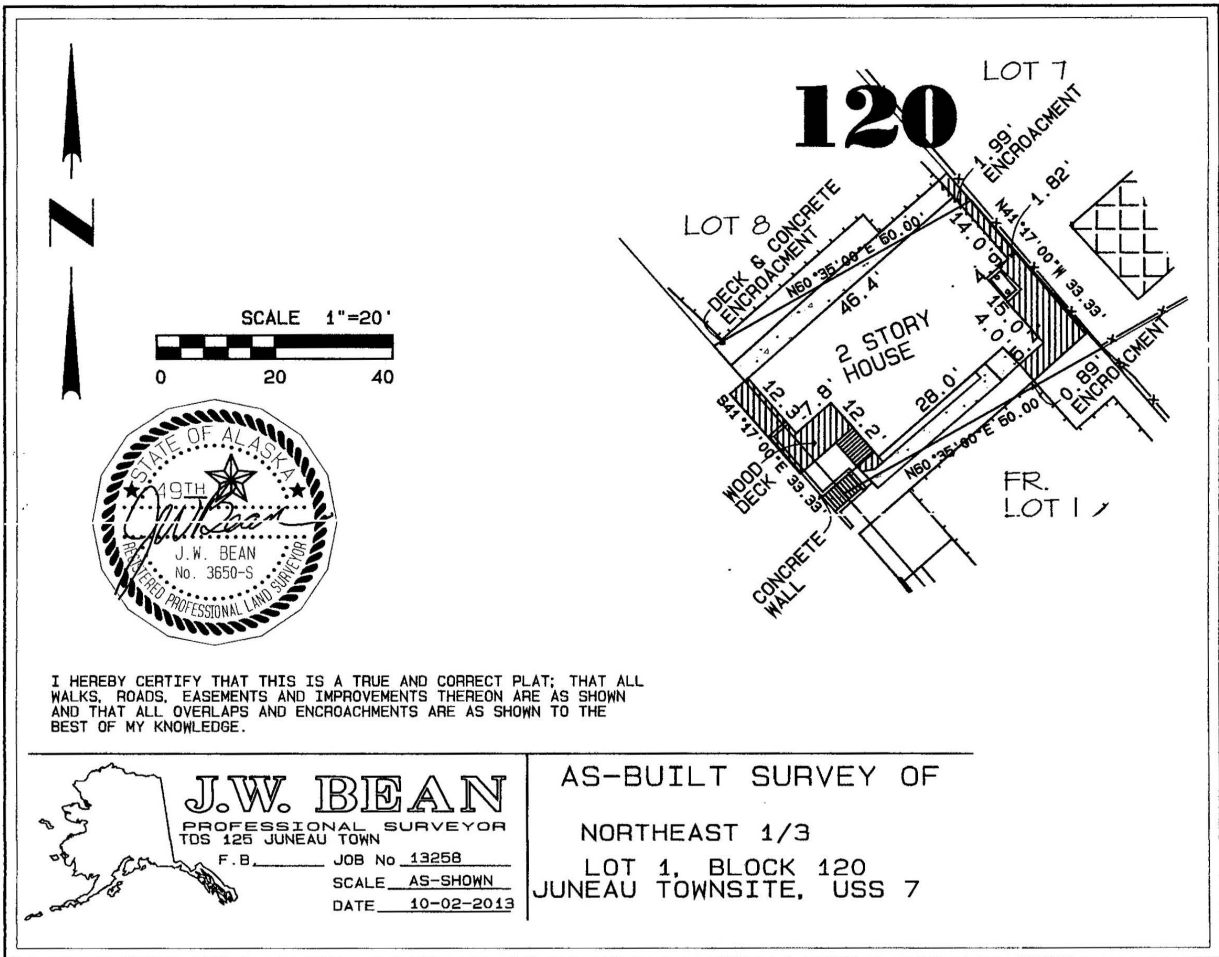 120
LOT 7
1.99'
ENCROACMENT
1.82'
N41°17'00"W 33.33'
LOT 8
DECK & CONCRETE
ENCROACMENT
N60°35'00"E 50.00'
14.0'
46.4'
15.0'
4.0'
2 STORY
HOUSE
0.89'
ENCROACMENT
12.3'
7.8'
12.2'
28.0'
S41°17'00"E 33.33'
N60°35'00"E 50.00'
WOOD
DECK
CONCRETE
WALL
FR.
LOT 1
N
SCALE 1"=20'
0 20 40
STATE OF ALASKA
49TH
J.W. BEAN
No. 3650-S
REGISTERED PROFESSIONAL LAND SURVEYOR
I HEREBY CERTIFY THAT THIS IS A TRUE AND CORRECT PLAT; THAT ALL
WALKS, ROADS, EASEMENTS AND IMPROVEMENTS THEREON ARE AS SHOWN
AND THAT ALL OVERLAPS AND ENCROACHMENTS ARE AS SHOWN TO THE
BEST OF MY KNOWLEDGE.
J.W. BEAN
PROFESSIONAL SURVEYOR
TDS 125 JUNEAU TOWN
F.B. JOB No 13258
SCALE AS-SHOWN
DATE 10-02-2013
AS-BUILT SURVEY OF
NORTHEAST 1/3
LOT 1, BLOCK 120
JUNEAU TOWNSITE, USS 7